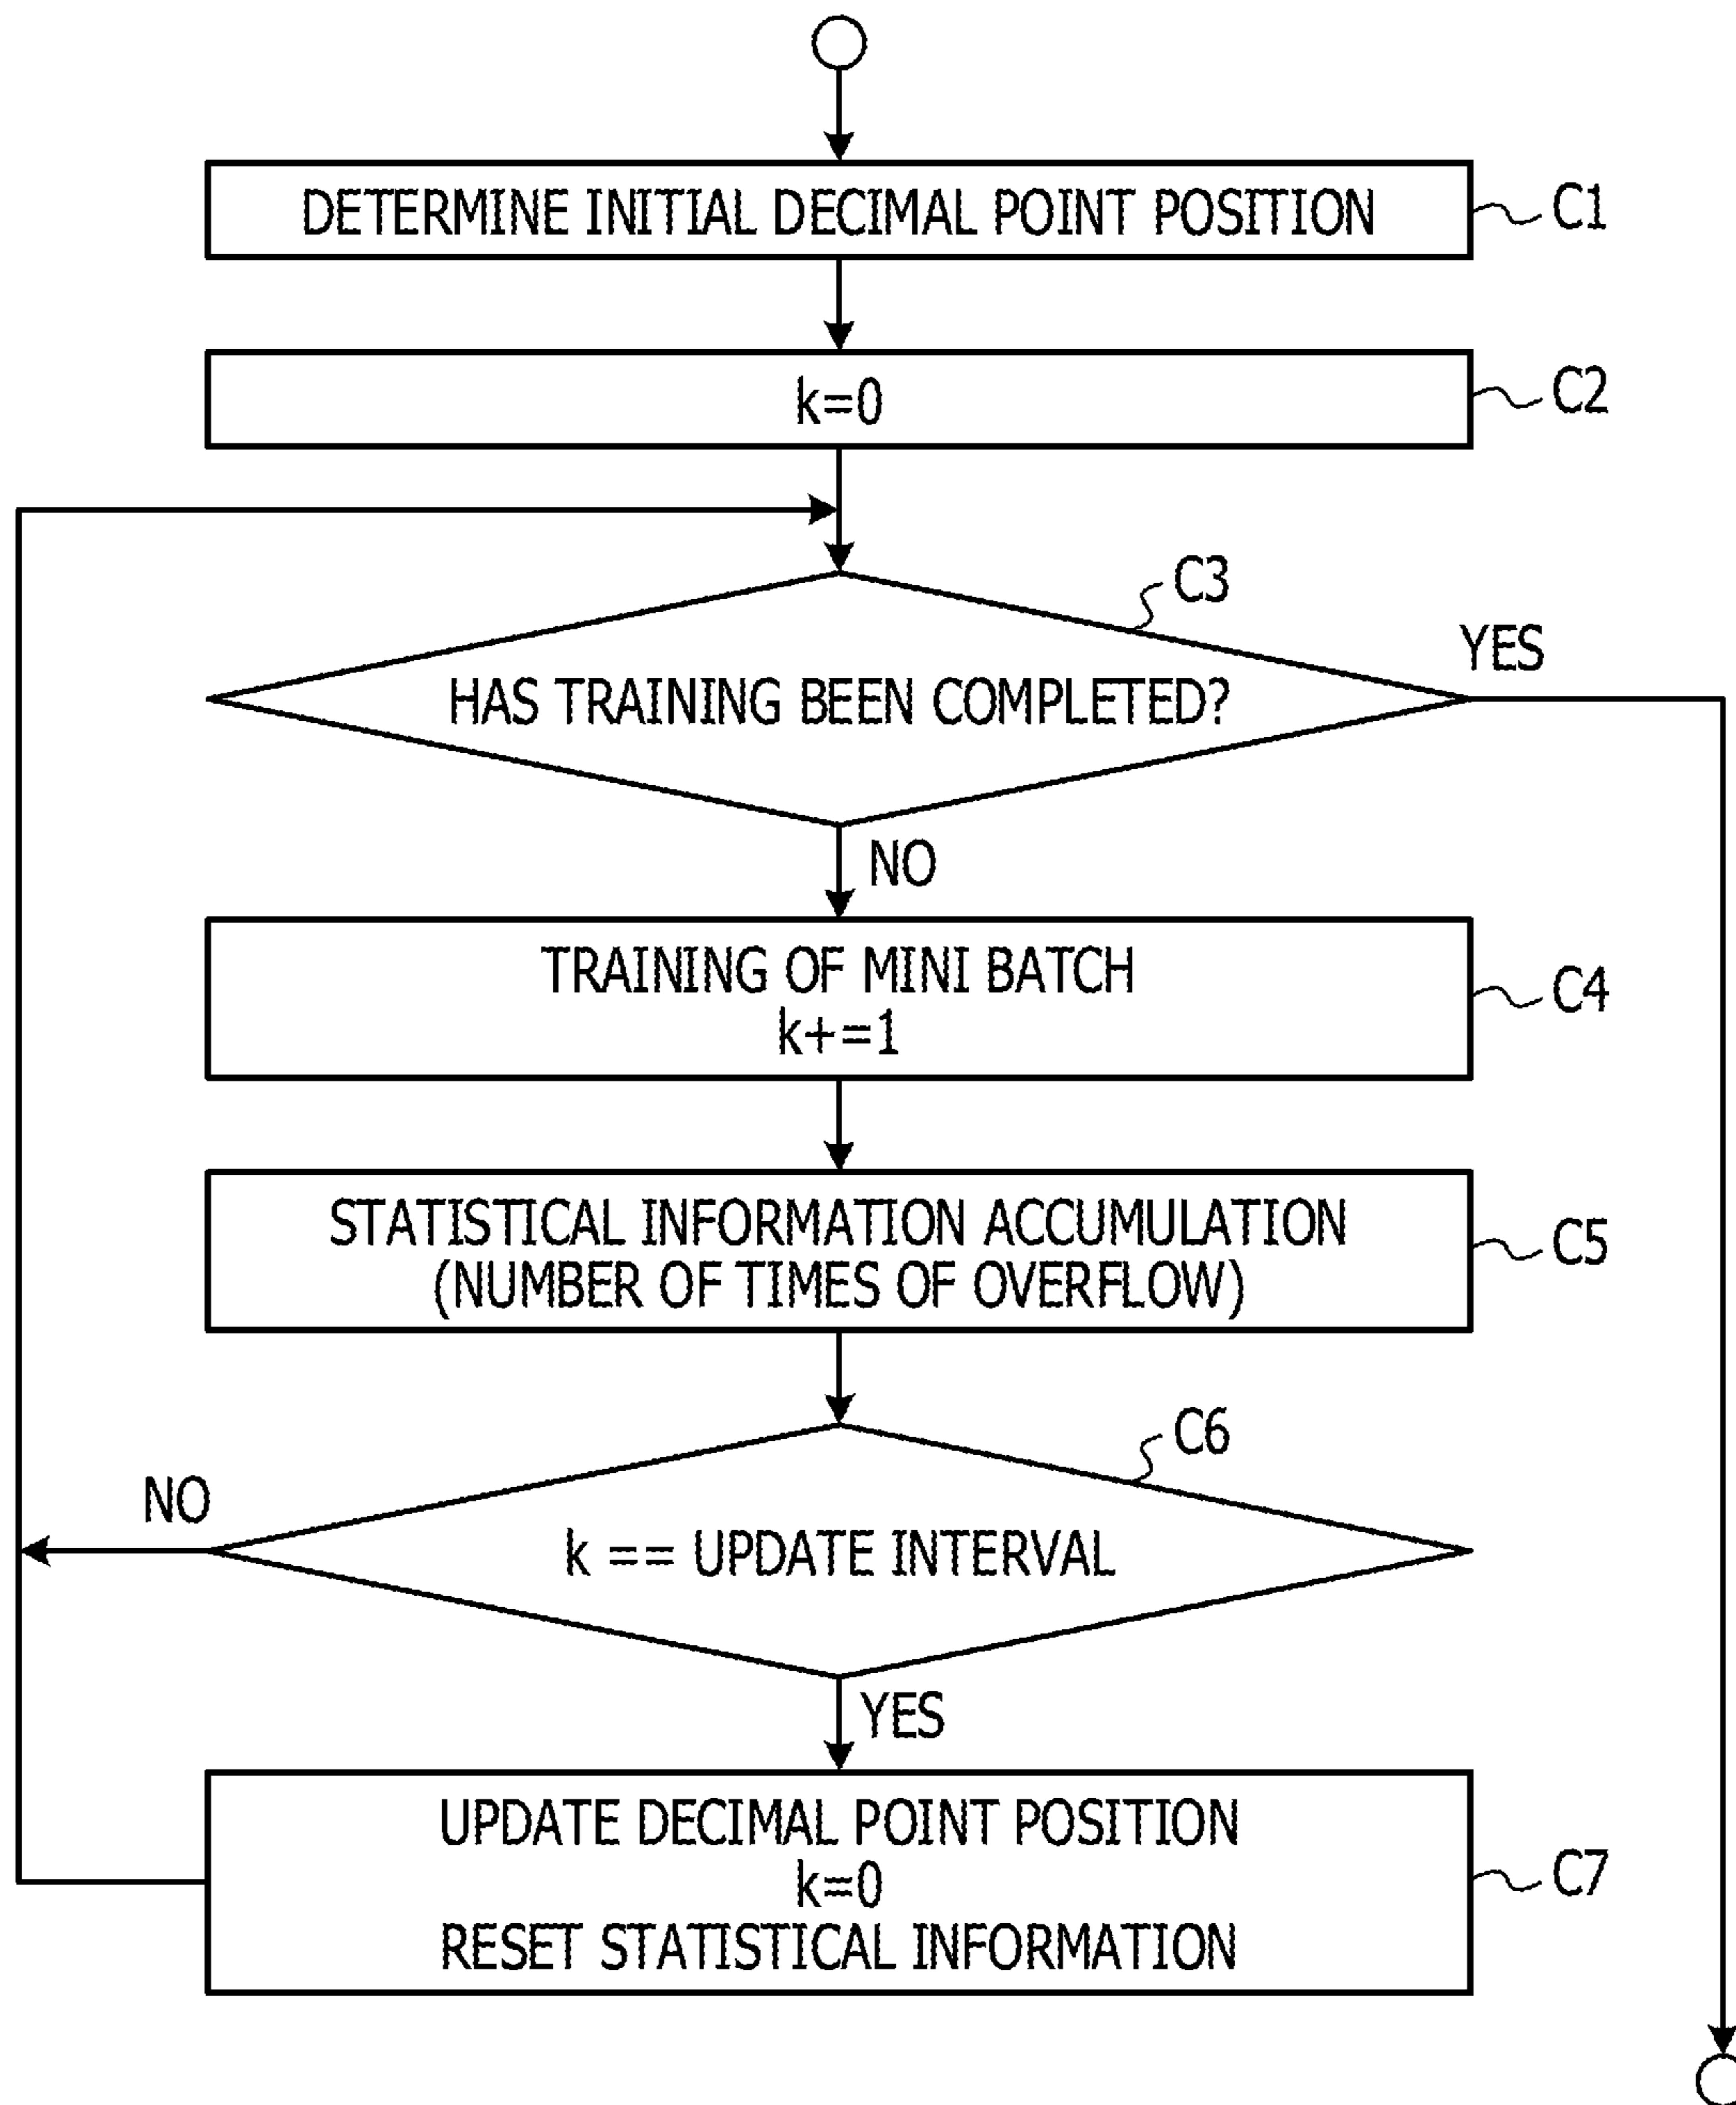 DETERMINE INITIAL DECIMAL POINT POSITION
C1
k=0
C2
C3
HAS TRAINING BEEN COMPLETED?
YES
NO
TRAINING OF MINI BATCH
k+=1
C4
STATISTICAL INFORMATION ACCUMULATION
(NUMBER OF TIMES OF OVERFLOW)
C5
C6
NO
k == UPDATE INTERVAL
YES
UPDATE DECIMAL POINT POSITION
k=0
RESET STATISTICAL INFORMATION
C7